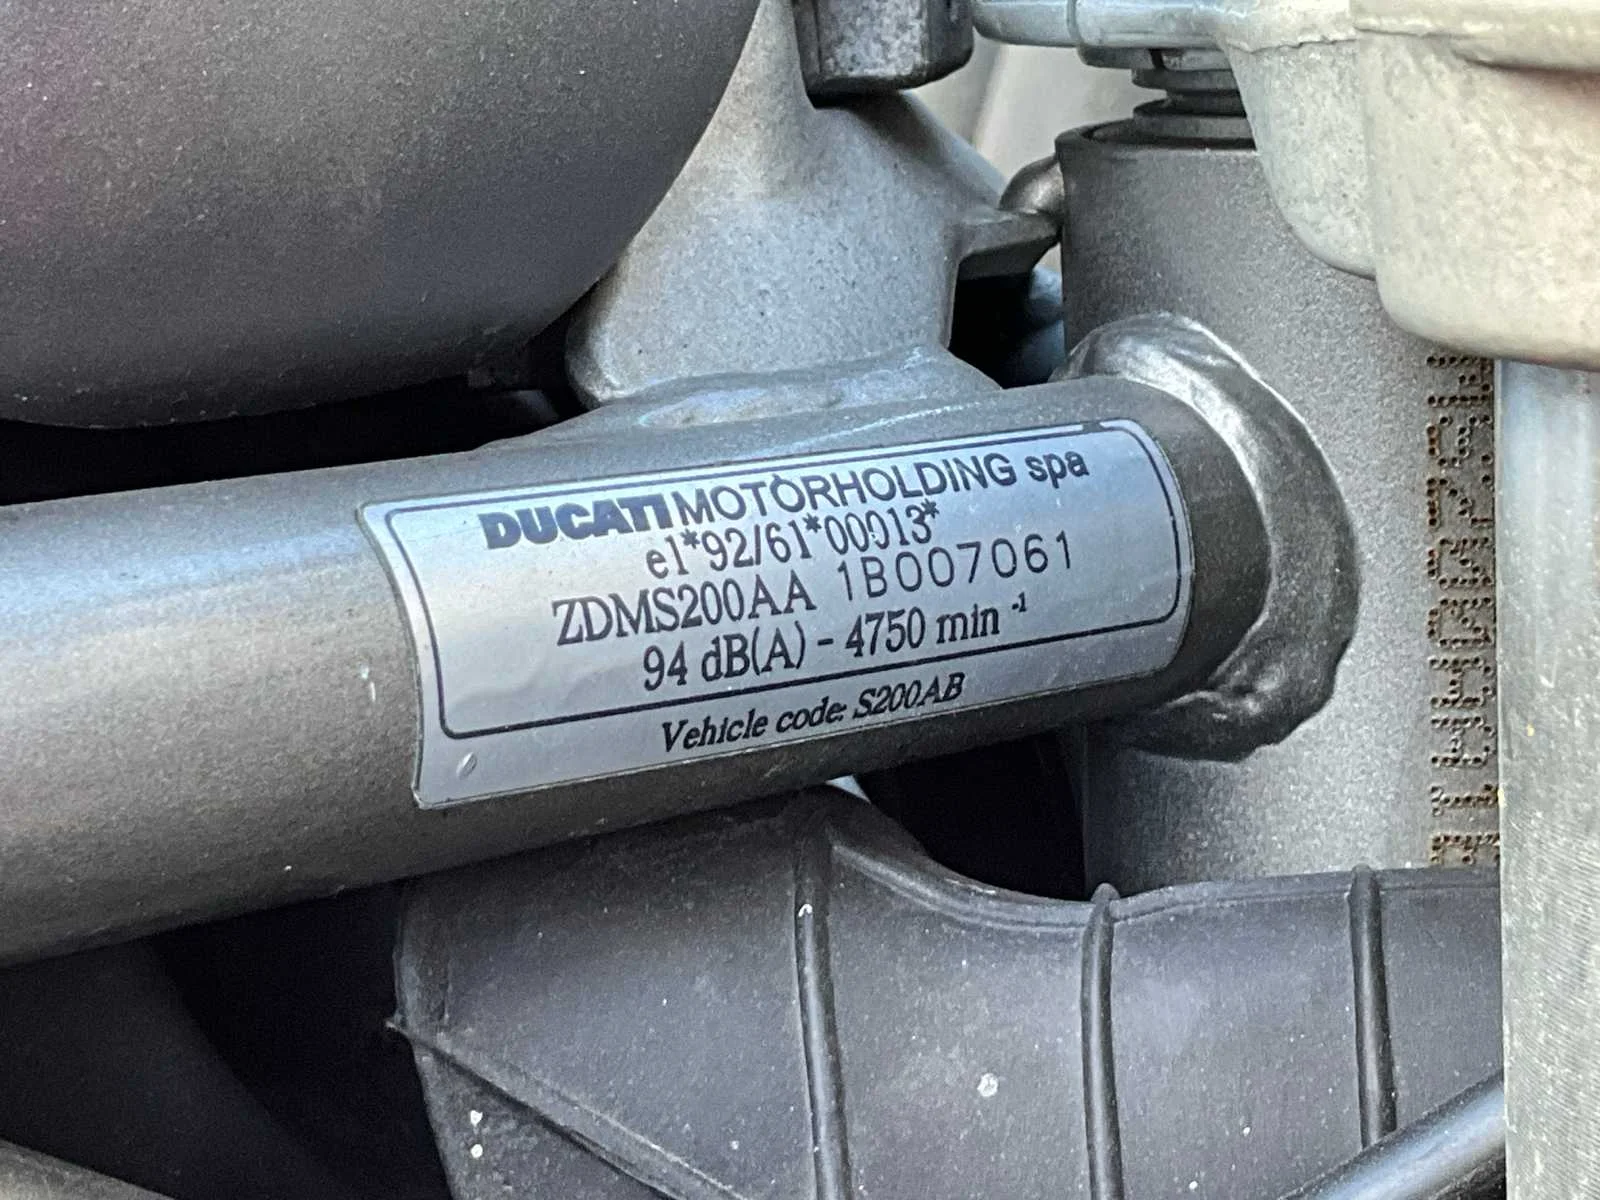 DUCATI MOTORHOLDING spa
e1*92/61*00013*
ZDMS200AA 1B007061
94 dB(A) - 4750 min -1
Vehicle code: S200AB